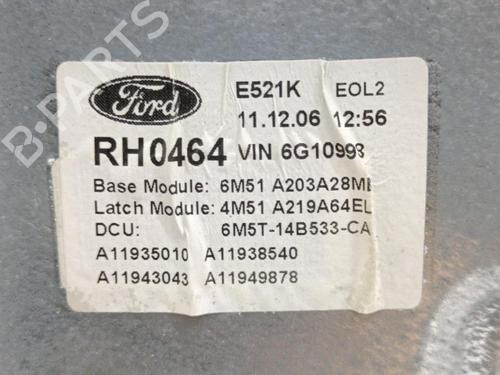 B-PARTS
Ford
E521K EOL2
11.12.06 12:56
RH0464 VIN 6G10993
Base Module: 6M51 A203A28ME
Latch Module: 4M51 A219A64EL
DCU: 6M5T-14B533-CA
A11935010 A11938540
A11943043 A11949878